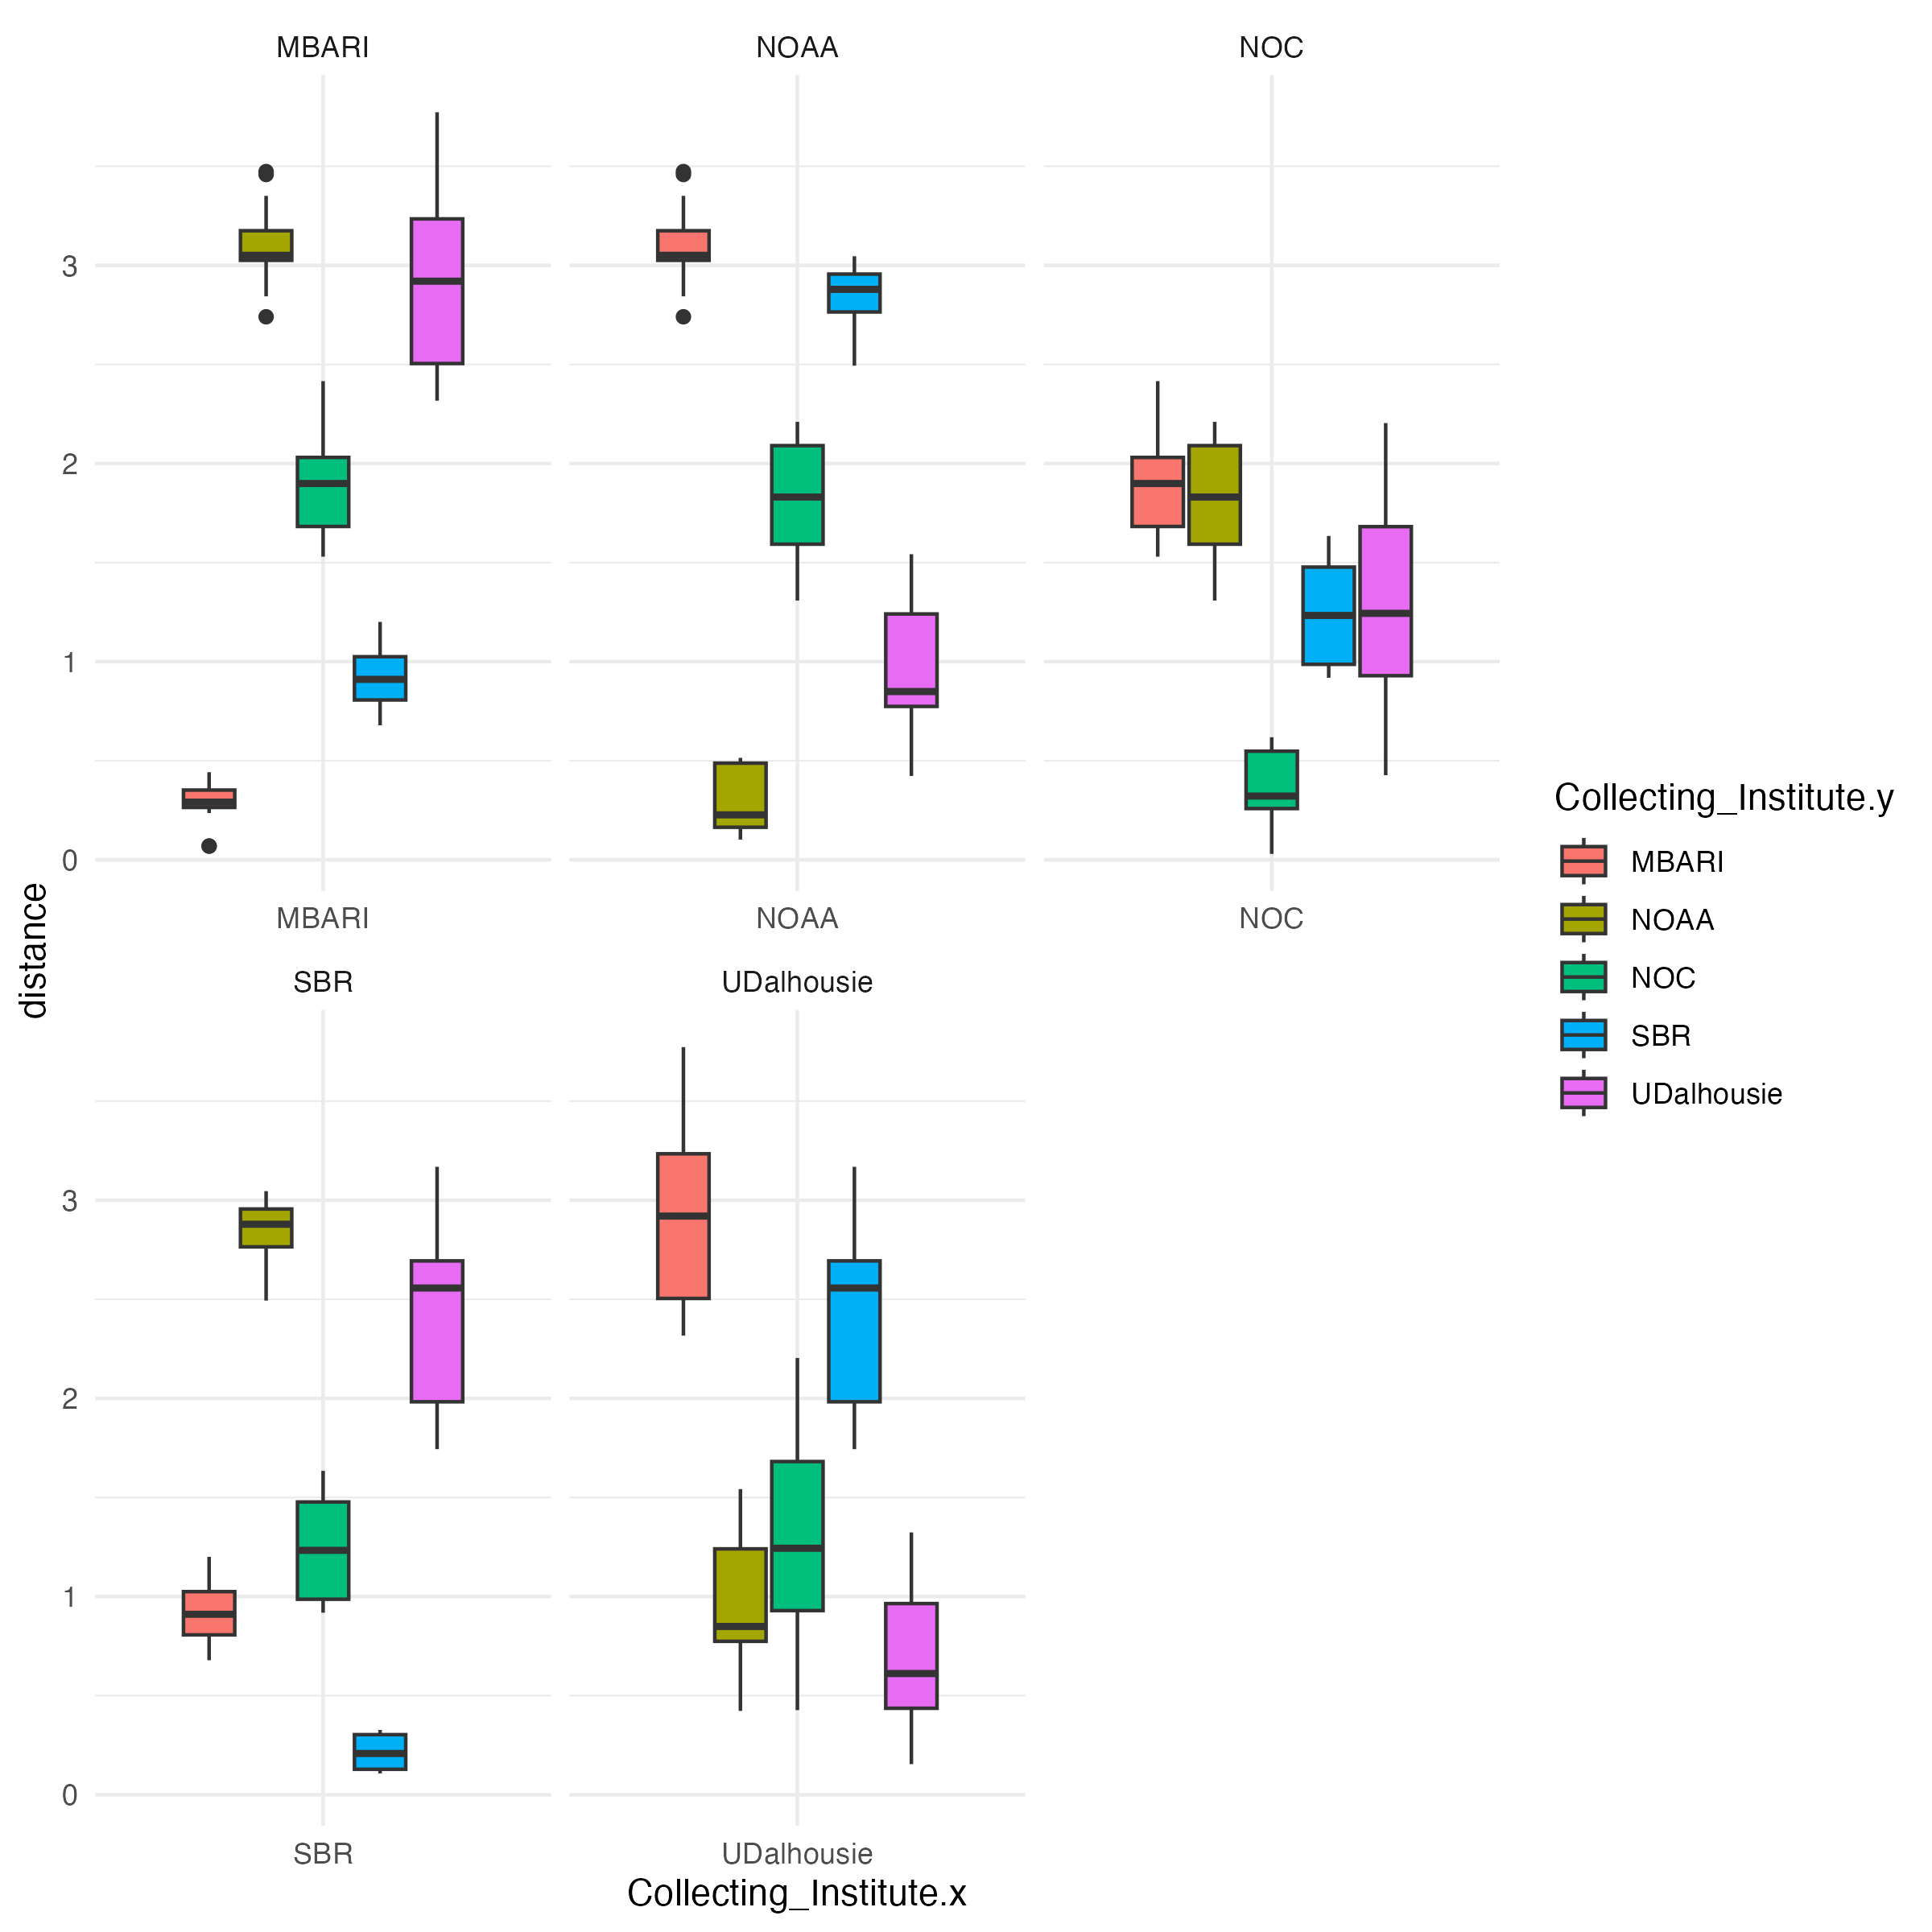 MBARI
NOAA
NOC
3
2
1
0
MBARI
NOAA
NOC
distance
SBR
UDalhousie
3
2
1
0
SBR
UDalhousie
Collecting_Institute.x
Collecting_Institute.y
MBARI
NOAA
NOC
SBR
UDalhousie